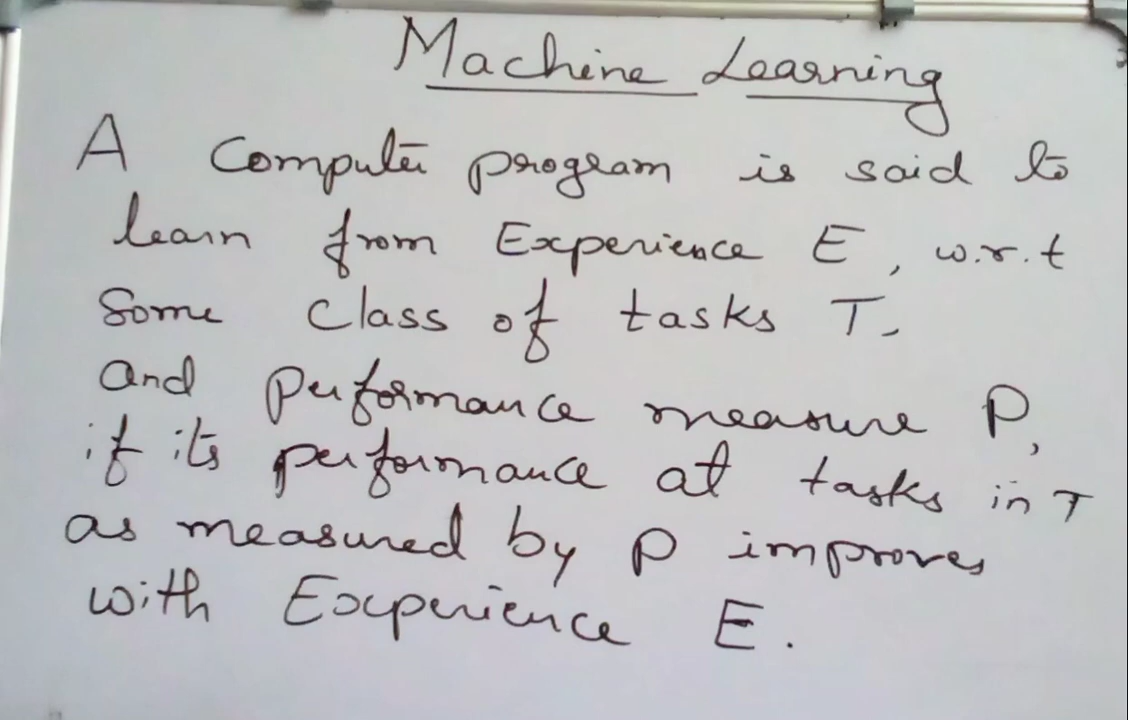 Machine Learning
A Computer program is said to
learn from Experience E, w.r.t
Some Class of tasks T.
and performance measure P,
if its performance at tasks in T
as measured by P improves
with Experience E.